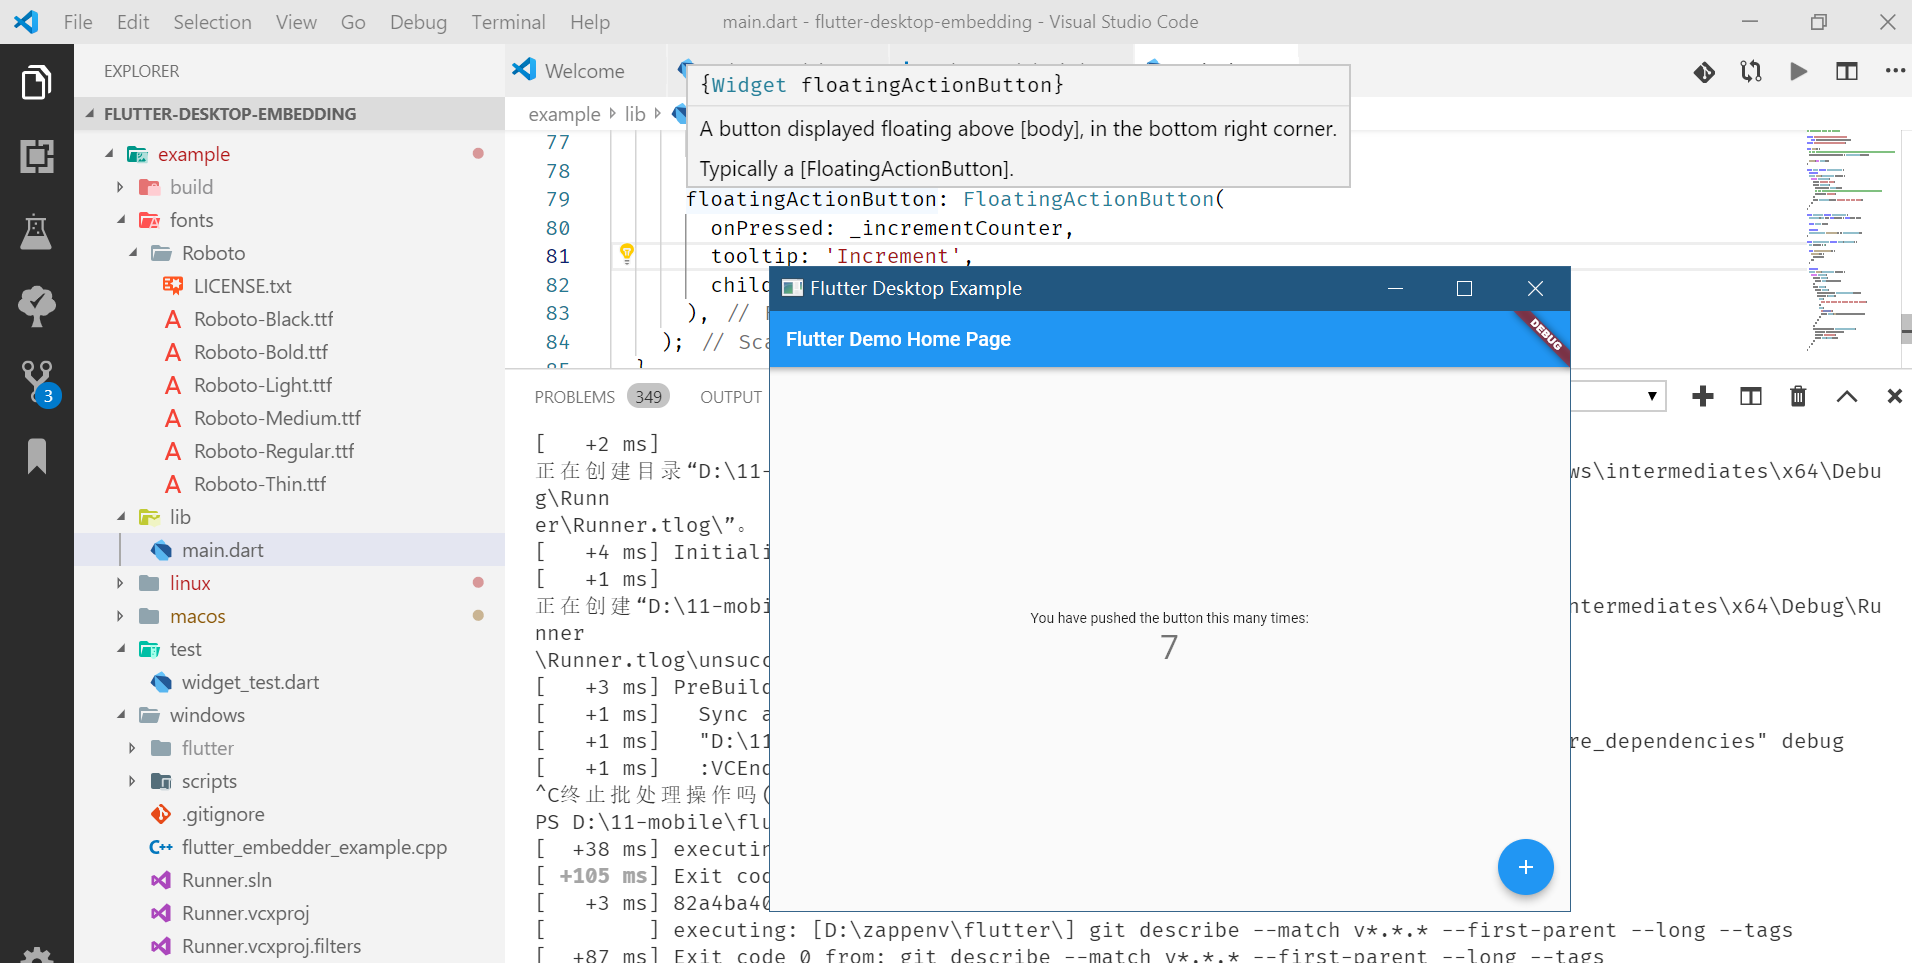 File Edit Selection View Go Debug Terminal Help
main.dart - flutter-desktop-embedding - Visual Studio Code
EXPLORER
FLUTTER-DESKTOP-EMBEDDING
example
build
fonts
Roboto
LICENSE.txt
Roboto-Black.ttf
Roboto-Bold.ttf
Roboto-Light.ttf
Roboto-Medium.ttf
Roboto-Regular.ttf
Roboto-Thin.ttf
lib
main.dart
linux
macos
test
widget_test.dart
windows
flutter
scripts
.gitignore
flutter_embedder_example.cpp
Runner.sln
Runner.vcxproj
Runner.vcxproj.filters
3
Welcome
example lib
{Widget floatingActionButton}
A button displayed floating above [body], in the bottom right corner.
Typically a [FloatingActionButton].
77
78
79 floatingActionButton: FloatingActionButton(
80 onPressed: _incrementCounter,
81 tooltip: 'Increment',
82 child
83 ), //
84 ); // Sca
85 }
PROBLEMS 349 OUTPUT
[ +2 ms]
正在创建目录“D:\11- ws\intermediates\x64\Debu
g\Runn
er\Runner.tlog\”。
[ +4 ms] Initiali
[ +1 ms]
正在创建“D:\11-mobi ntermediates\x64\Debug\Ru
nner
\Runner.tlog\unsucc
[ +3 ms] PreBuild
[ +1 ms] Sync a
[ +1 ms] "D:\11 re_dependencies" debug
[ +1 ms] :VCEnd
^C终止批处理操作吗(
PS D:\11-mobile\flu
[ +38 ms] executin
[ +105 ms] Exit cod
[ +3 ms] 82a4ba40
[ ] executing: [D:\zappenv\flutter\] git describe --match v*.*.* --first-parent --long --tags
[ +87 ms] Exit code 0 from: git describe --match v*.*.* --first-parent --long --tags
Flutter Desktop Example
Flutter Demo Home Page
DEBUG
You have pushed the button this many times:
7
+